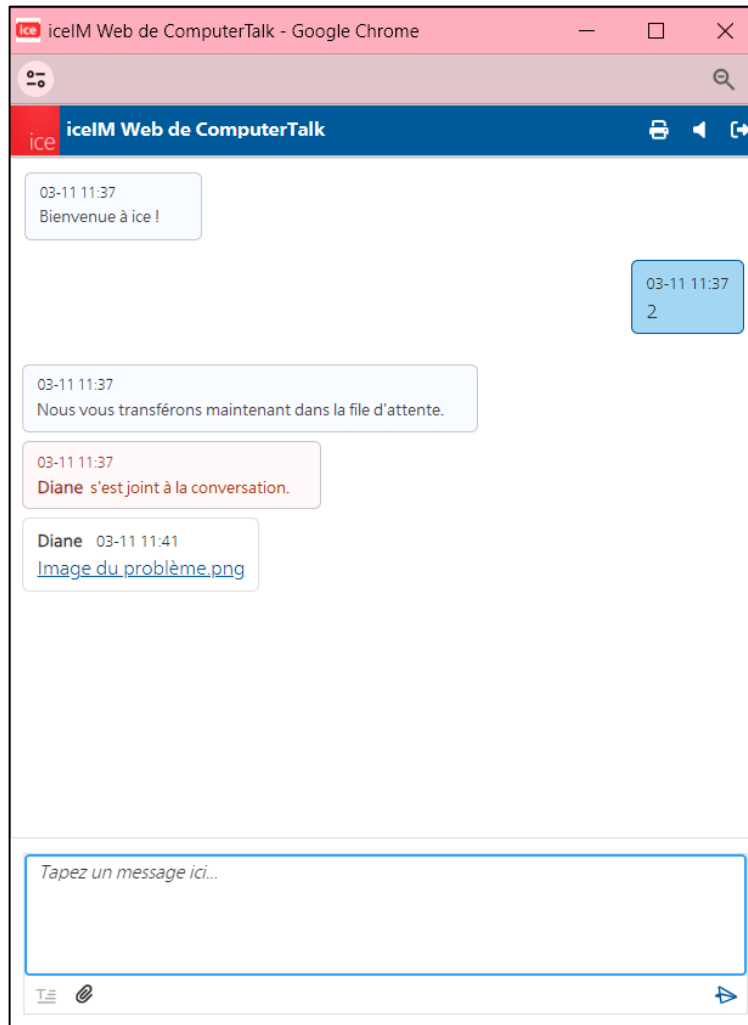 ice iceIM Web de ComputerTalk - Google Chrome
ice iceIM Web de ComputerTalk
03-11 11:37
Bienvenue à ice !
03-11 11:37
2
03-11 11:37
Nous vous transférons maintenant dans la file d'attente.
03-11 11:37
Diane s'est joint à la conversation.
Diane 03-11 11:41
Image du problème.png
Tapez un message ici...